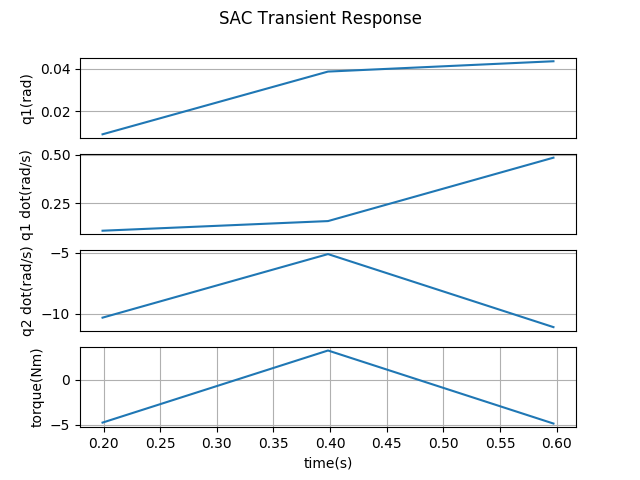 SAC Transient Response
0.04
0.02
q1(rad)
0.50
0.25
q1 dot(rad/s)
−5
−10
q2 dot(rad/s)
0
−5
torque(Nm)
0.20 0.25 0.30 0.35 0.40 0.45 0.50 0.55 0.60
time(s)